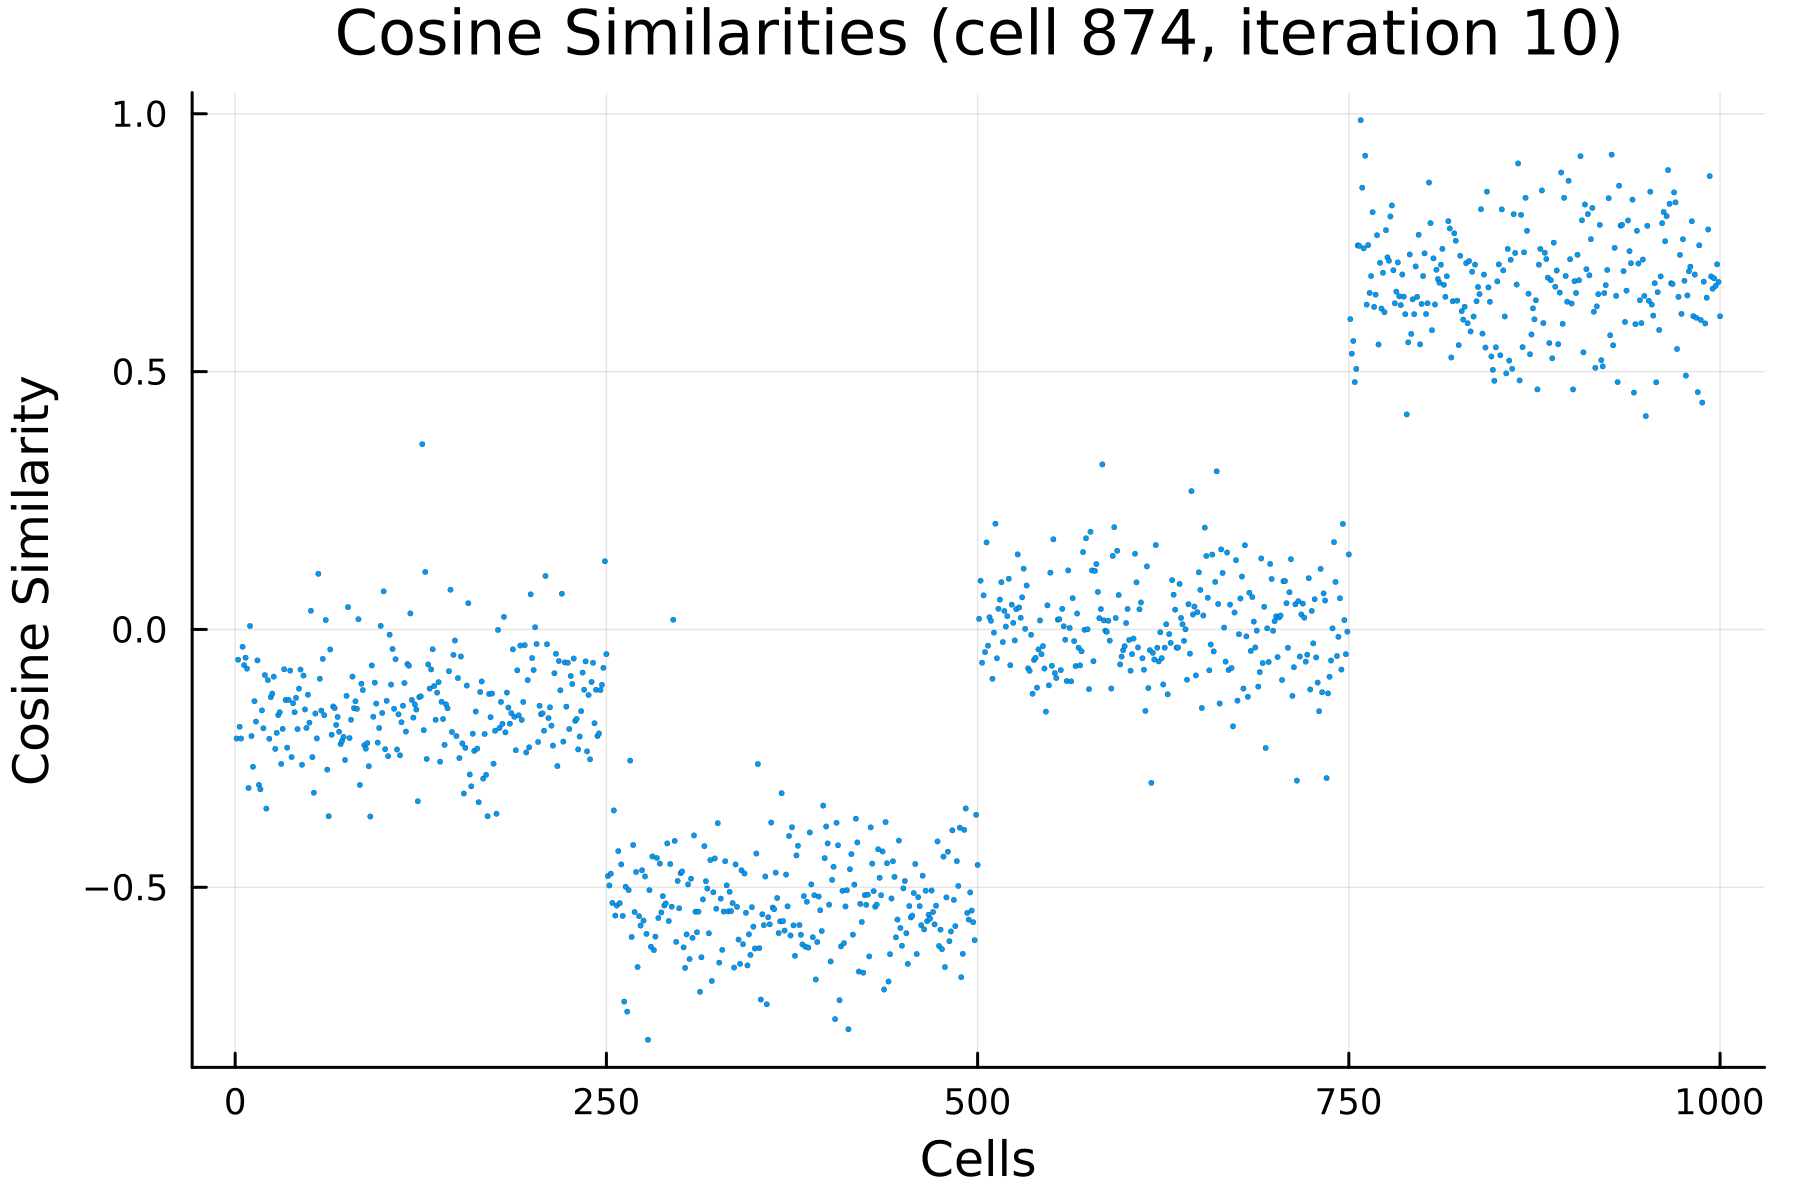 Cosine Similarities (cell 874, iteration 10)
Cosine Similarity
1.0
0.5
0.0
−0.5
0 250 500 750 1000
Cells